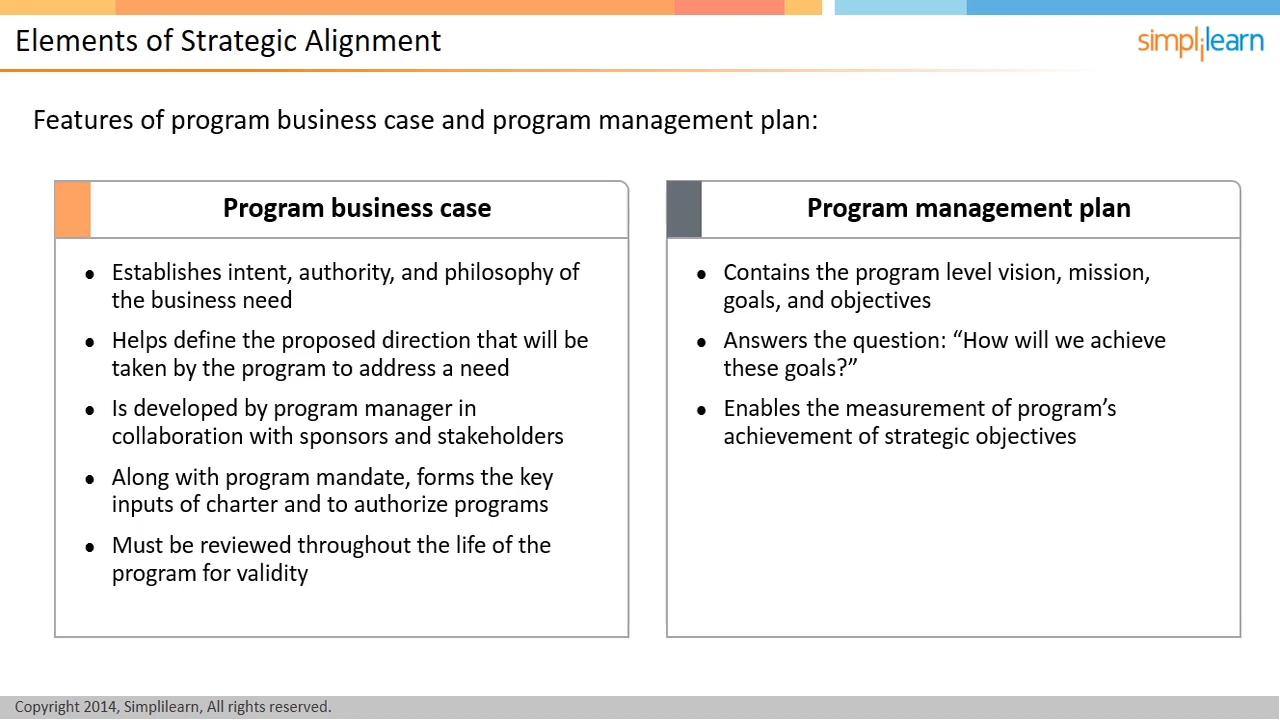 Elements of Strategic Alignment
simplilearn
Features of program business case and program management plan:
Program business case
● Establishes intent, authority, and philosophy of
the business need
● Helps define the proposed direction that will be
taken by the program to address a need
● Is developed by program manager in
collaboration with sponsors and stakeholders
● Along with program mandate, forms the key
inputs of charter and to authorize programs
● Must be reviewed throughout the life of the
program for validity
Program management plan
● Contains the program level vision, mission,
goals, and objectives
● Answers the question: “How will we achieve
these goals?”
● Enables the measurement of program’s
achievement of strategic objectives
Copyright 2014, Simplilearn, All rights reserved.